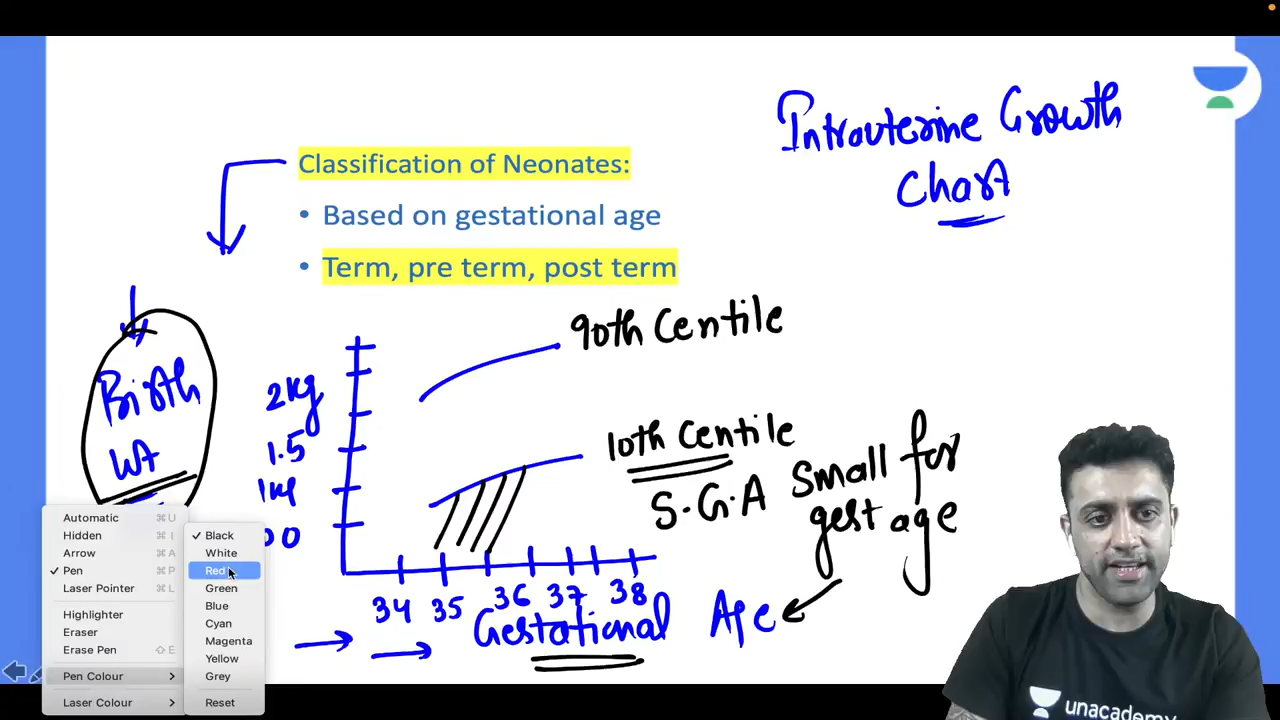 Intrauterine Growth
Chart
Classification of Neonates:
• Based on gestational age
• Term, pre term, post term
90th Centile
Birth
wt
2kg
1.5
1kg
00
10th Centile
S.G.A Small for
gest age
34 35 36 37 38
Gestational Age
Automatic ⌘U
Hidden ⌘I
Arrow ⌘A
✓ Pen ⌘P
Laser Pointer ⌘L
Highlighter
Eraser
Erase Pen ⇧E
Pen Colour >
Laser Colour >
✓ Black
White
Red
Green
Blue
Cyan
Magenta
Yellow
Grey
Reset
unacademy